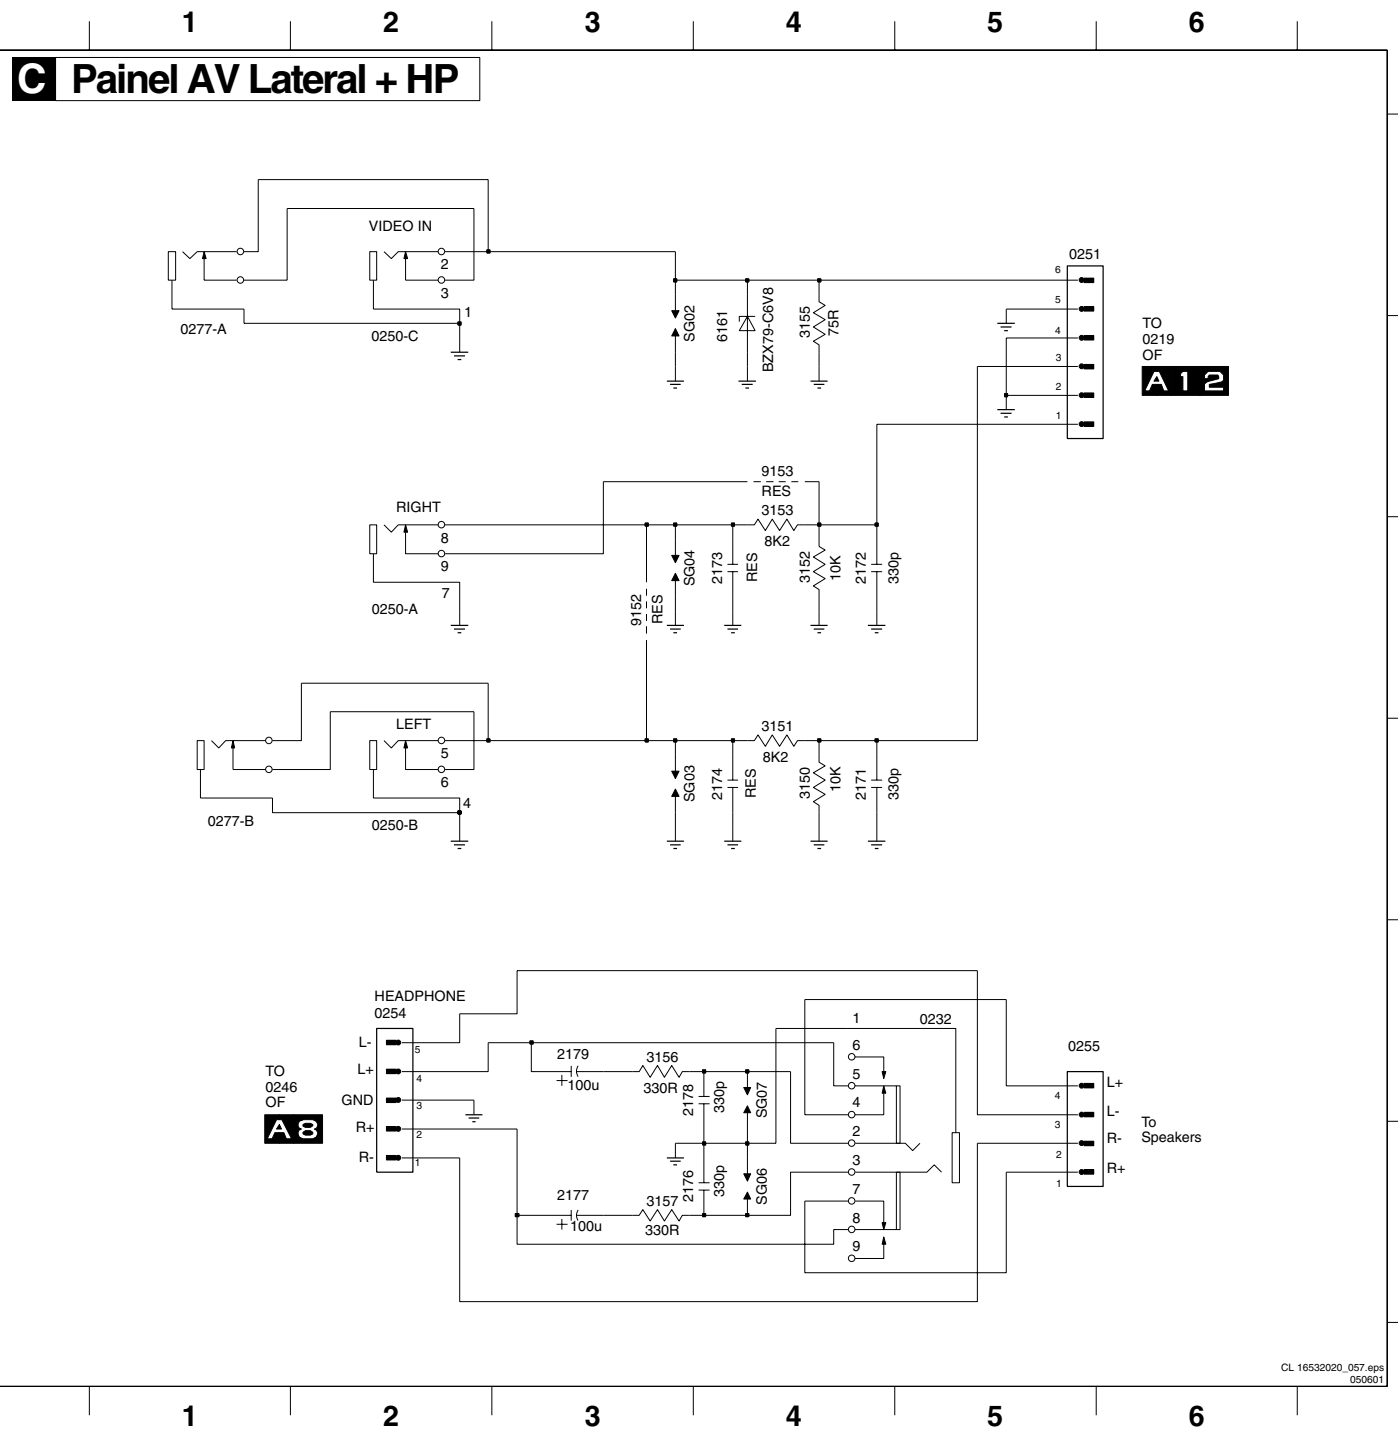 1 2 3 4 5 6
C Painel AV Lateral + HP
VIDEO IN
2
3
1
0277-A
0250-C
SG02
6161
BZX79-C6V8
3155
75R
0251
6
5
4
3
2
1
TO
0219
OF
A12
9153
RES
RIGHT
8
9
7
0250-A
3153
8K2
9152
RES
SG04
2173
RES
3152
10K
2172
330p
LEFT
5
6
4
0277-B
0250-B
3151
8K2
SG03
2174
RES
3150
10K
2171
330p
HEADPHONE
0254
L-
5
L+
4
GND
3
R+
2
R-
1
TO
0246
OF
A8
2179
+100u
3156
330R
2178
330p
SG07
2176
330p
SG06
2177
+100u
3157
330R
1
0232
6
5
4
2
3
7
8
9
0255
L+
4
L-
3
R-
2
R+
1
To
Speakers
CL 16532020_057.eps
050601
1 2 3 4 5 6